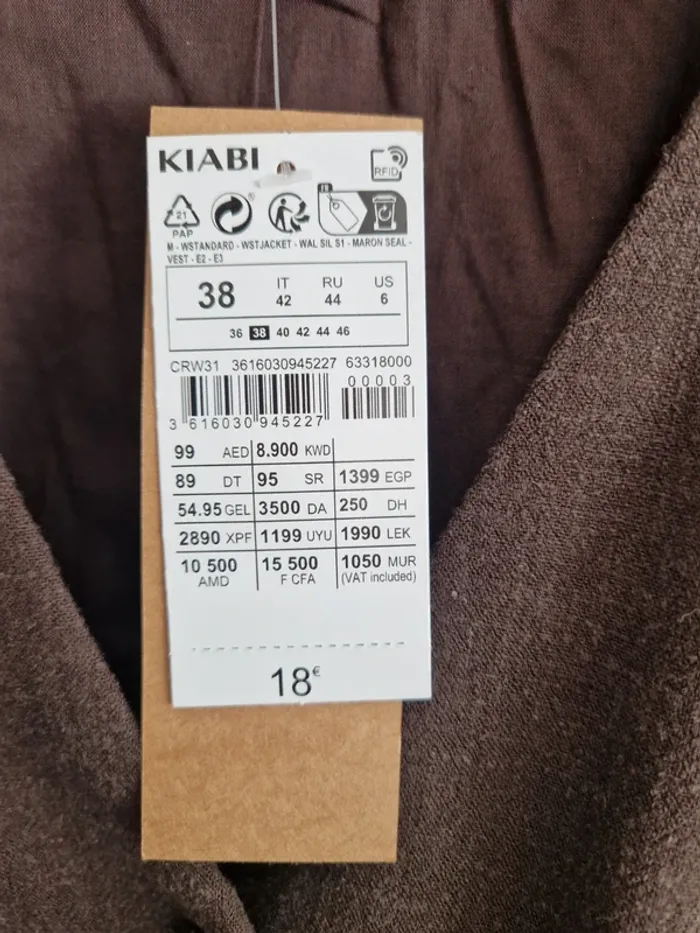 KIABI
RFID
21
PAP
FR
M - WSTANDARD - WSTJACKET - WAL SIL S1 - MARON SEAL -
VEST - E2 - E3
38 IT RU US
42 44 6
36 38 40 42 44 46
CRW31 3616030945227 63318000
00003
3 616030 945227
99 AED 8.900 KWD
89 DT 95 SR 1399 EGP
54.95 GEL 3500 DA 250 DH
2890 XPF 1199 UYU 1990 LEK
10 500 15 500 1050 MUR
AMD F CFA (VAT included)
18€